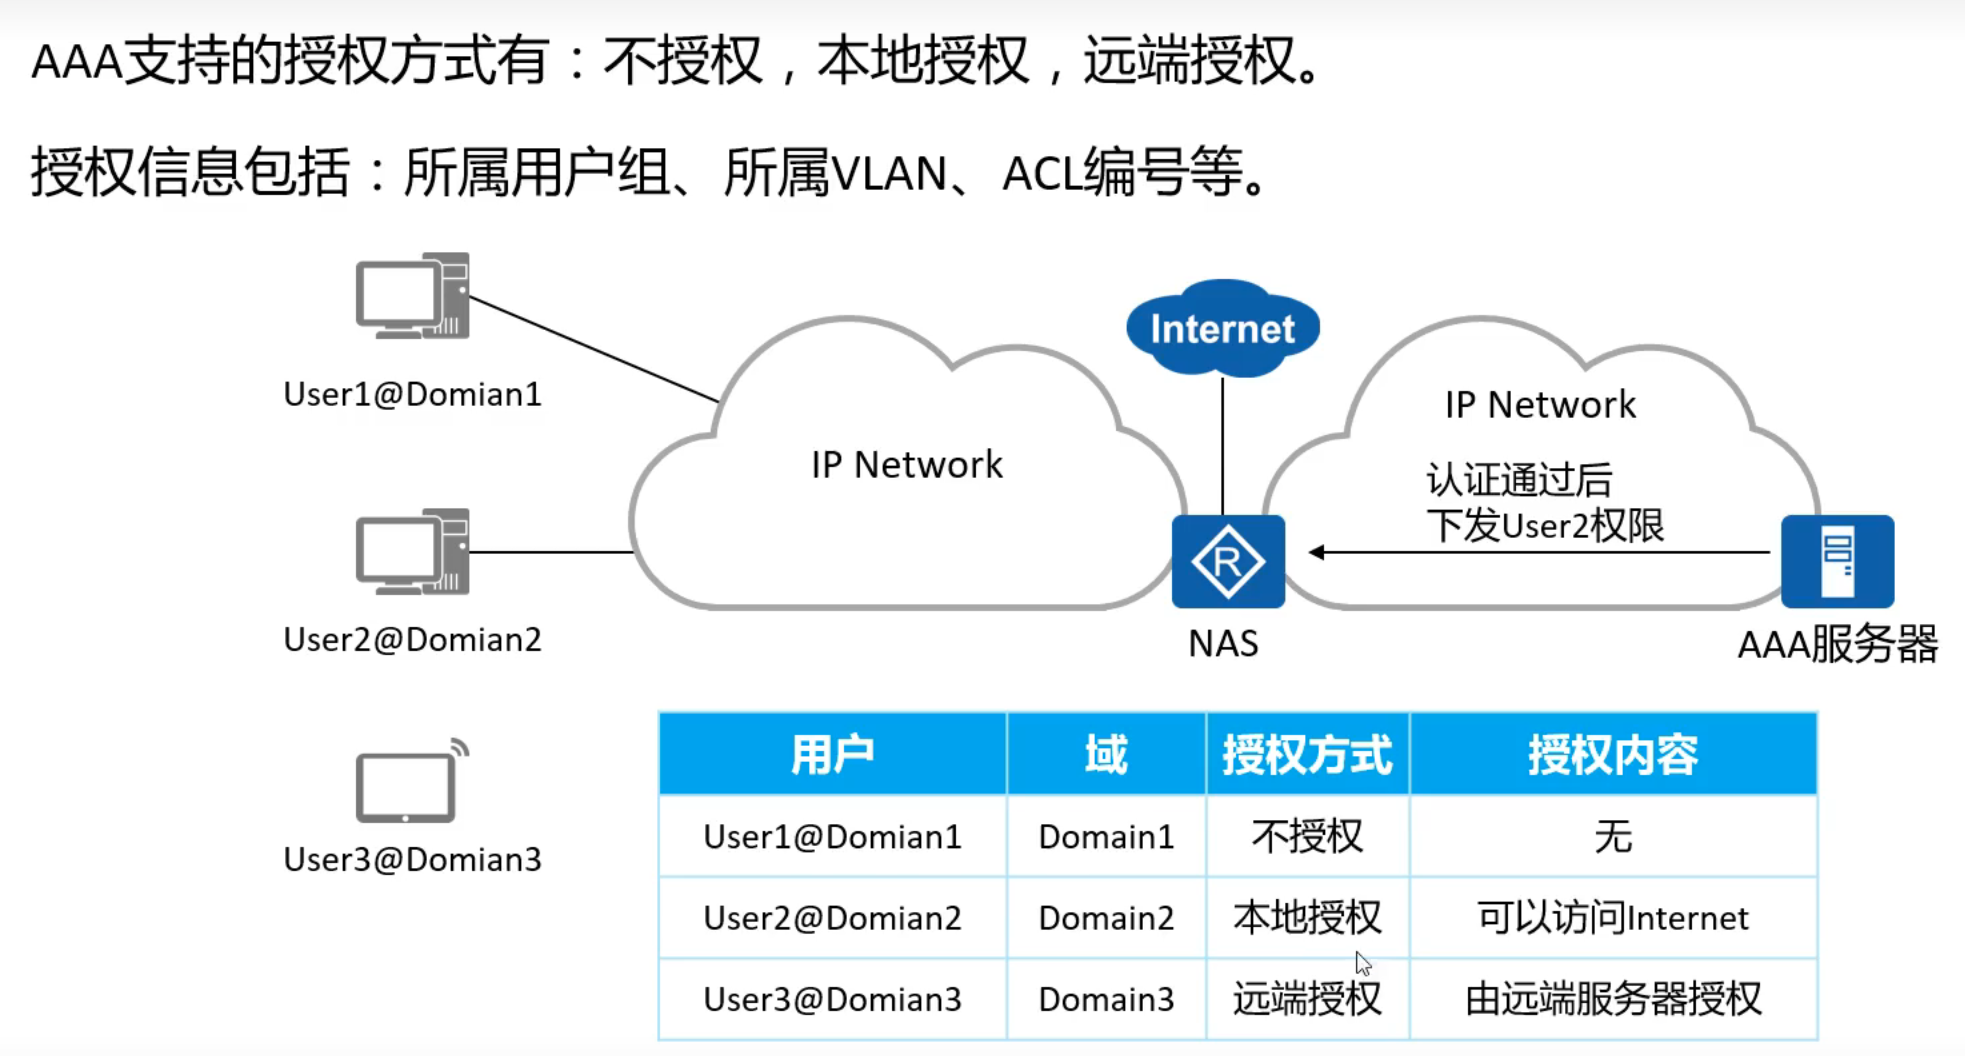 AAA支持的授权方式有：不授权，本地授权，远端授权。
授权信息包括：所属用户组、所属VLAN、ACL编号等。
User1@Domian1
User2@Domian2
User3@Domian3
IP Network
Internet
R
NAS
IP Network
认证通过后
下发User2权限
AAA服务器
用户 域 授权方式 授权内容
User1@Domian1 Domain1 不授权 无
User2@Domian2 Domain2 本地授权 可以访问Internet
User3@Domian3 Domain3 远端授权 由远端服务器授权